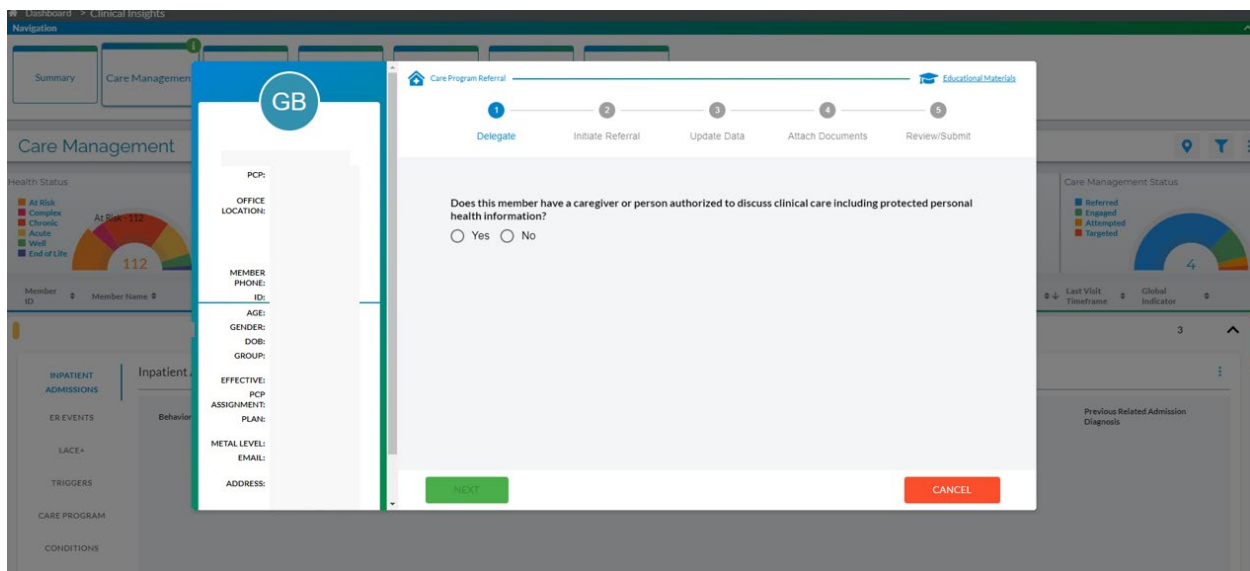 Dashboard > Clinical Insights
Navigation
Summary
Care Managemen
i
Care Management
Health Status
At Risk
Complex
Chronic
Acute
Well
End of Life
At Risk - 112
112
Member ID
Member Name
INPATIENT ADMISSIONS
ER EVENTS
LACE+
TRIGGERS
CARE PROGRAM
CONDITIONS
Inpatient
Behavior
GB
PCP:
OFFICE
LOCATION:
MEMBER
PHONE:
ID:
AGE:
GENDER:
DOB:
GROUP:
EFFECTIVE:
PCP
ASSIGNMENT:
PLAN:
METAL LEVEL:
EMAIL:
ADDRESS:
Care Program Referral
Educational Materials
1 2 3 4 5
Delegate Initiate Referral Update Data Attach Documents Review/Submit
Does this member have a caregiver or person authorized to discuss clinical care including protected personal
health information?
Yes No
NEXT
CANCEL
Care Management Status
Referred
Engaged
Attempted
Targeted
4
Last Visit
Timeframe
Global
Indicator
3
Previous Related Admission
Diagnosis